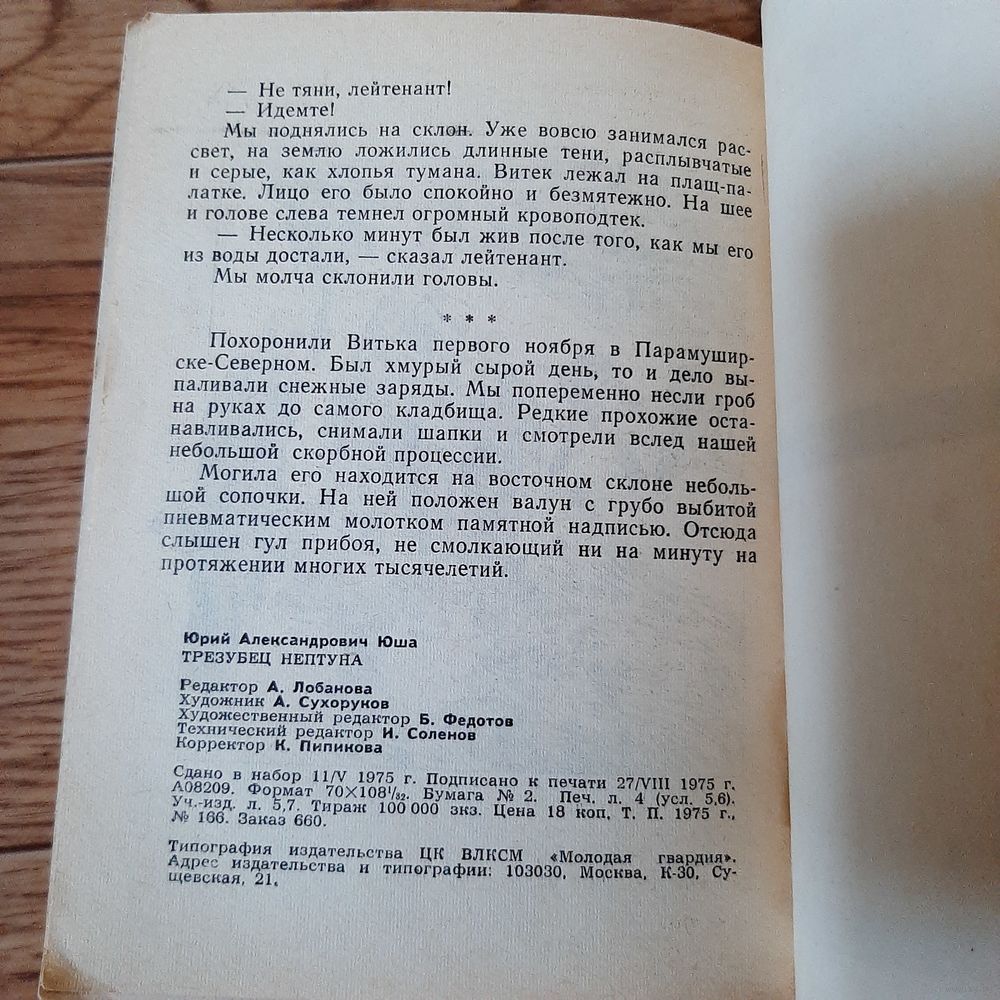 — Не тяни, лейтенант!
— Идемте!
Мы поднялись на склон. Уже вовсю занимался рас-
свет, на землю ложились длинные тени, расплывчатые
и серые, как хлопья тумана. Витек лежал на плащ-па-
латке. Лицо его было спокойно и безмятежно. На шее
и голове слева темнел огромный кровоподтек.
— Несколько минут был жив после того, как мы его
из воды достали, — сказал лейтенант.
Мы молча склонили головы.
* * *
Похоронили Витька первого ноября в Парамушир-
ске-Северном. Был хмурый сырой день, то и дело вы-
паливали снежные заряды. Мы попеременно несли гроб
на руках до самого кладбища. Редкие прохожие оста-
навливались, снимали шапки и смотрели вслед нашей
небольшой скорбной процессии.
Могила его находится на восточном склоне неболь-
шой сопочки. На ней положен валун с грубо выбитой
пневматическим молотком памятной надписью. Отсюда
слышен гул прибоя, не смолкающий ни на минуту на
протяжении многих тысячелетий.
Юрий Александрович Юша
ТРЕЗУБЕЦ НЕПТУНА
Редактор А. Лобанова
Художник А. Сухоруков
Художественный редактор Б. Федотов
Технический редактор И. Соленов
Корректор К. Пипикова
Сдано в набор 11/V 1975 г. Подписано к печати 27/VIII 1975 г.
А08209. Формат 70×108¹/₃₂. Бумага № 2. Печ. л. 4 (усл. 5,6).
Уч.-изд. л. 5,7. Тираж 100 000 экз. Цена 18 коп. Т. П. 1975 г.,
№ 166. Заказ 660.
Типография издательства ЦК ВЛКСМ «Молодая гвардия».
Адрес издательства и типографии: 103030, Москва, К-30, Су-
щевская, 21.